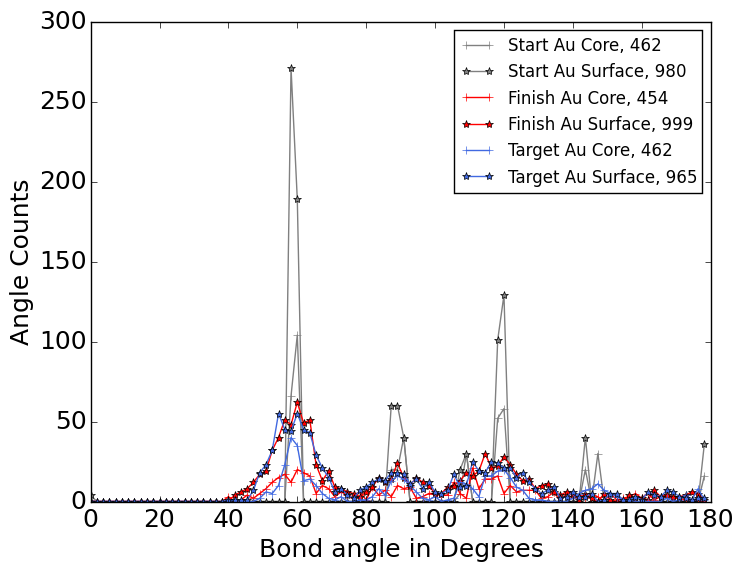 300
250
200
150
100
50
0
Angle Counts
Start Au Core, 462
Start Au Surface, 980
Finish Au Core, 454
Finish Au Surface, 999
Target Au Core, 462
Target Au Surface, 965
0 20 40 60 80 100 120 140 160 180
Bond angle in Degrees